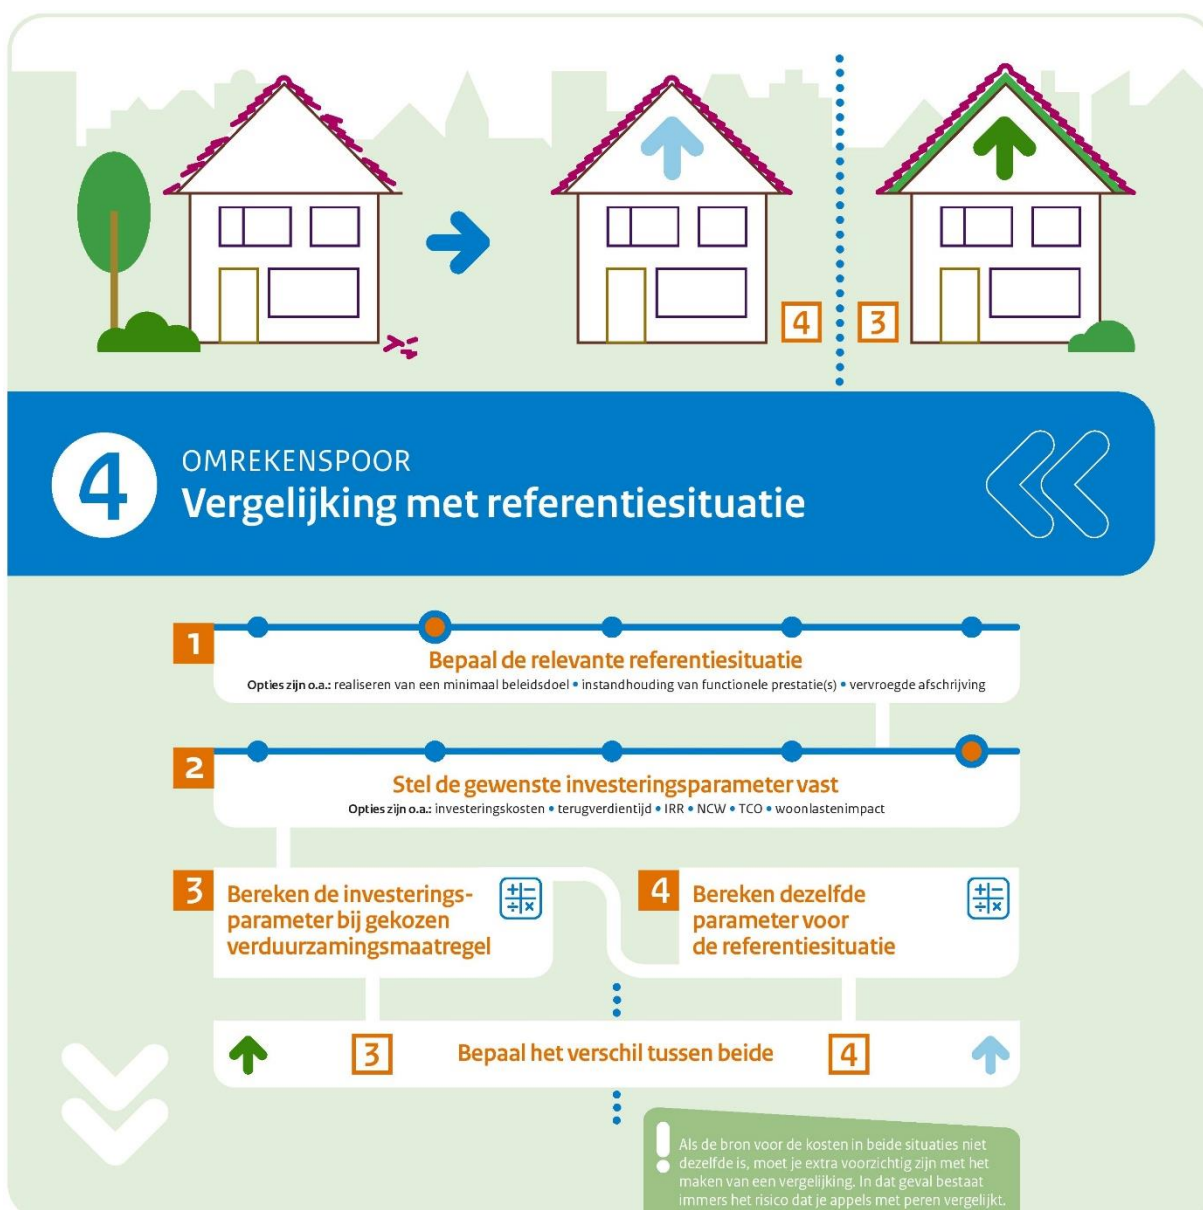 4
3
4
OMREKENSPOOR
Vergelijking met referentiesituatie
1
Bepaal de relevante referentiesituatie
Opties zijn o.a.: realiseren van een minimaal beleidsdoel • instandhouding van functionele prestatie(s) • vervroegde afschrijving
2
Stel de gewenste investeringsparameter vast
Opties zijn o.a.: investeringskosten • terugverdientijd • IRR • NCW • TCO • woonlastenimpact
3
Bereken de investerings-
parameter bij gekozen
verduurzamingsmaatregel
4
Bereken dezelfde
parameter voor
de referentiesituatie
3
Bepaal het verschil tussen beide
4
! Als de bron voor de kosten in beide situaties niet
dezelfde is, moet je extra voorzichtig zijn met het
maken van een vergelijking. In dat geval bestaat
immers het risico dat je appels met peren vergelijkt.